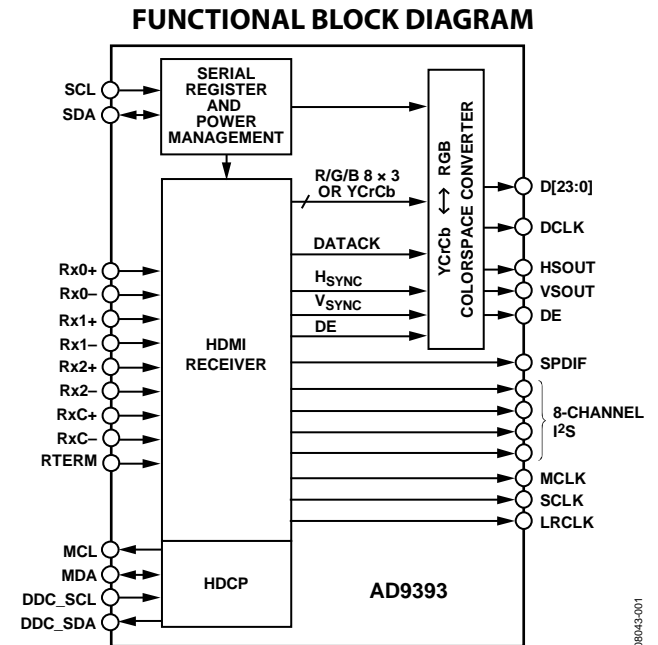 FUNCTIONAL BLOCK DIAGRAM
SCL
SDA
SERIAL
REGISTER
AND
POWER
MANAGEMENT
R/G/B 8 × 3
OR YCrCb
DATACK
HSYNC
VSYNC
DE
YCrCb ↔ RGB
COLORSPACE CONVERTER
D[23:0]
DCLK
HSOUT
VSOUT
DE
Rx0+
Rx0–
Rx1+
Rx1–
Rx2+
Rx2–
RxC+
RxC–
RTERM
HDMI
RECEIVER
SPDIF
8-CHANNEL
I²S
MCLK
SCLK
LRCLK
MCL
MDA
DDC_SCL
DDC_SDA
HDCP
AD9393
08043-001